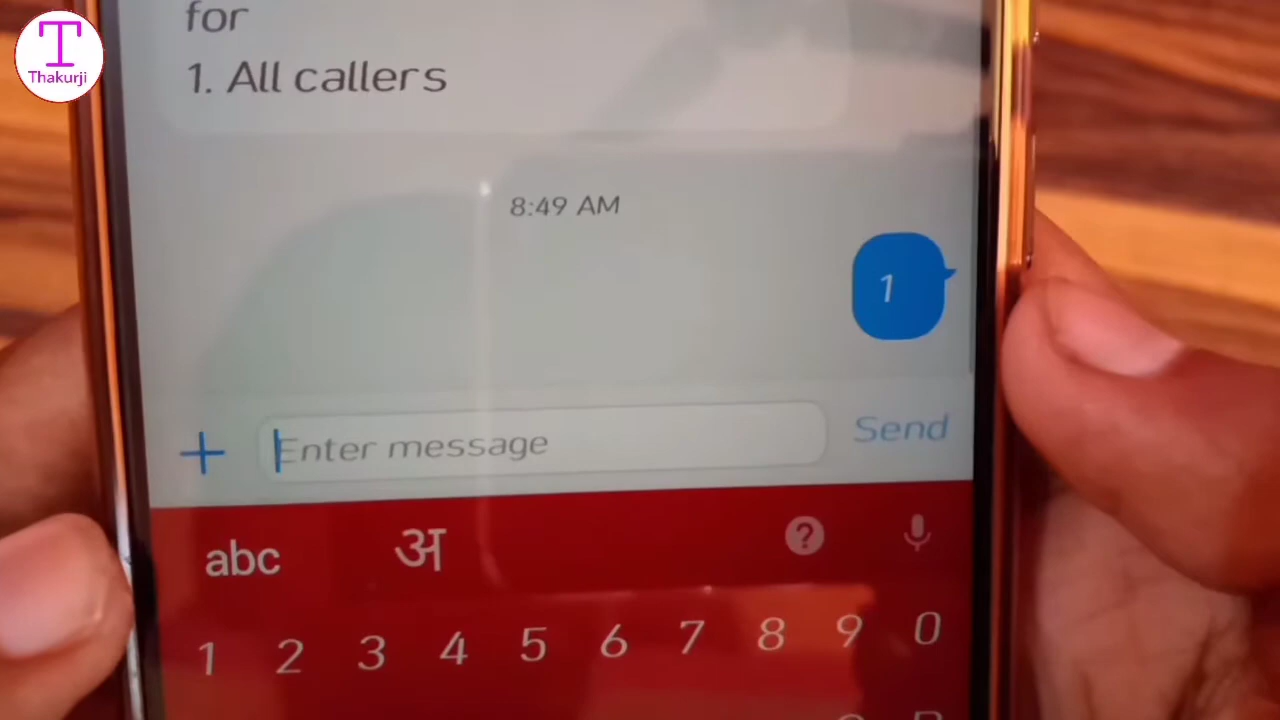 T
Thakurji
for
1. All callers
8:49 AM
1
Enter message
Send
abc
अ
?
1 2 3 4 5 6 7 8 9 0